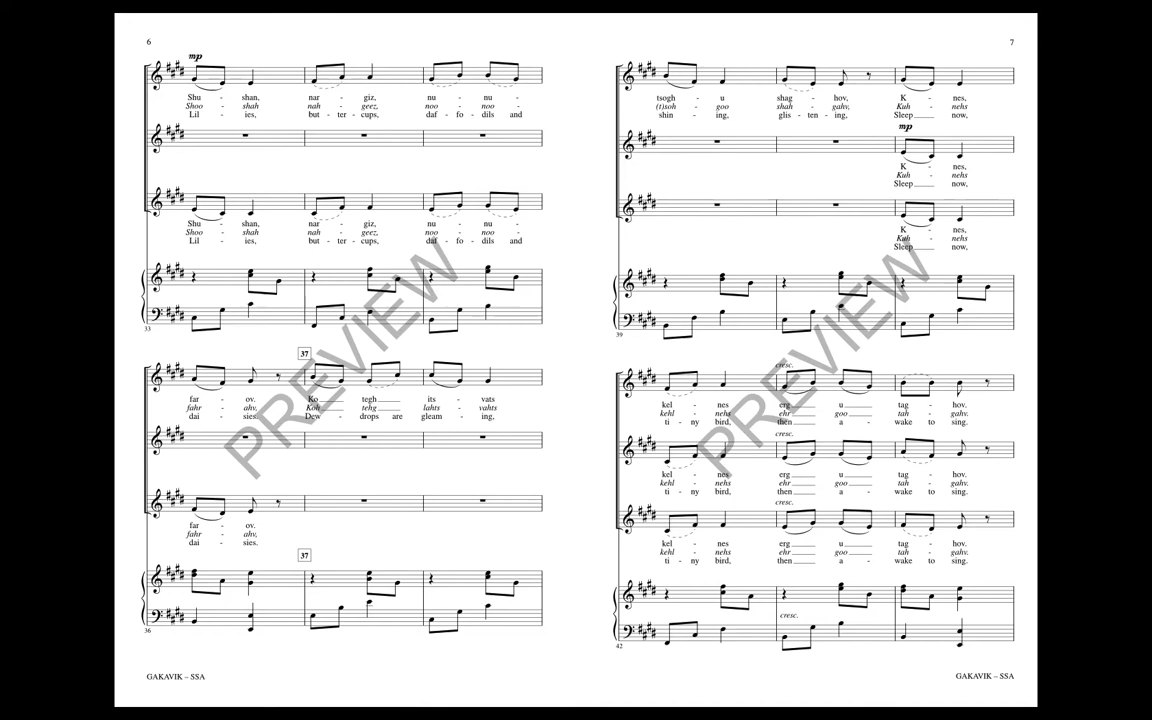 6
mp
Shu - shan, nar - giz, nu - nu -
Shoo - shah nah - geez, noo - noo -
Lil - ies, but - ter - cups, daf - fo - dils and
Shu - shan, nar - giz, nu - nu -
Shoo - shah nah - geez, noo - noo -
Lil - ies, but - ter - cups, daf - fo - dils and
33
37
far - ov. Ko tegh its - vats
fahr - ahv, Koh tehg lahts - vahts
dai - sies. Dew - drops are gleam - ing,
far - ov.
fahr - ahv,
dai - sies.
37
36
GAKAVIK – SSA
PREVIEW
7
tsogh - u shag - hov, K - nes,
(t)soh - goo shah - gahv, Kuh - nehs
shin - ing, glis - ten - ing, Sleep now,
mp
K - nes,
Kuh - nehs
Sleep now,
K - nes,
Kuh - nehs
Sleep now,
39
cresc.
kel - nes erg u tag - hov.
kehl - nehs ehr goo tah - gahv.
ti - ny bird, then a - wake to sing.
cresc.
kel - nes erg u tag - hov.
kehl - nehs ehr goo tah - gahv.
ti - ny bird, then a - wake to sing.
cresc.
kel - nes erg u tag - hov.
kehl - nehs ehr goo tah - gahv.
ti - ny bird, then a - wake to sing.
cresc.
42
GAKAVIK – SSA
PREVIEW